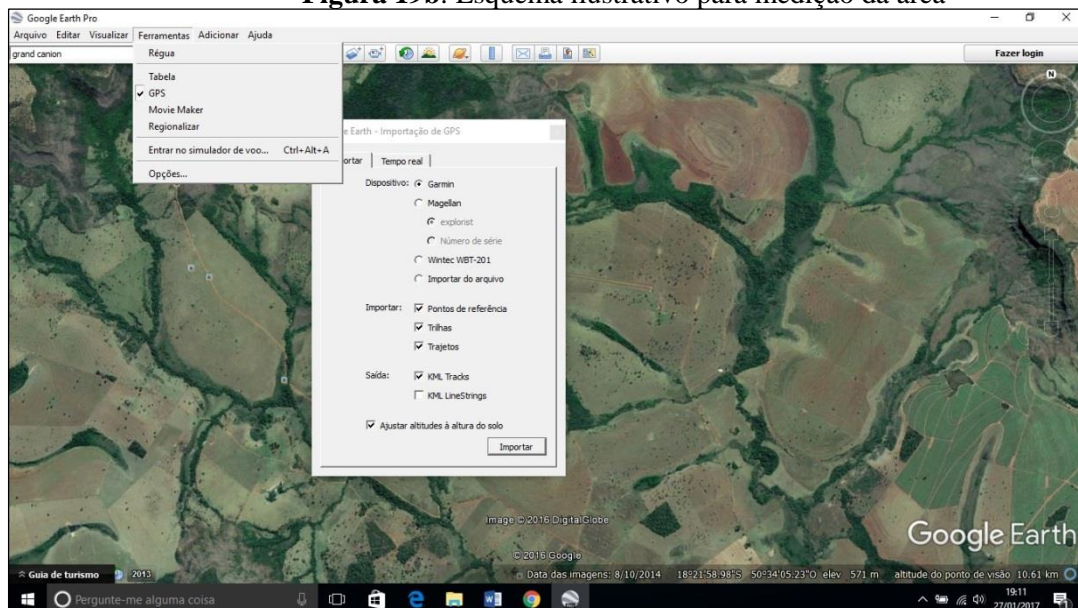 Figura 19b: Esquema ilustrativo para medição da área
Google Earth Pro
Arquivo Editar Visualizar Ferramentas Adicionar Ajuda
grand canion
Fazer login
Régua
Tabela
GPS
Movie Maker
Regionalizar
Entrar no simulador de voo... Ctrl+Alt+A
Opções...
N
e Earth - Importação de GPS
ortar Tempo real
Dispositivo: Garmin
Magellan
explorist
Número de série
Wintec WBT-201
Importar do arquivo
Importar: Pontos de referência
Trilhas
Trajetos
Saída: KML Tracks
KML LineStrings
Ajustar altitudes à altura do solo
Importar
Image © 2016 DigitalGlobe
© 2016 Google
Google Earth
Guia de turismo 2013
Data das imagens: 8/10/2014 18°21'58.98"S 50°34'05.23"O elev 571 m altitude do ponto de visão 10.61 km
Pergunte-me alguma coisa
19:11
27/01/2017